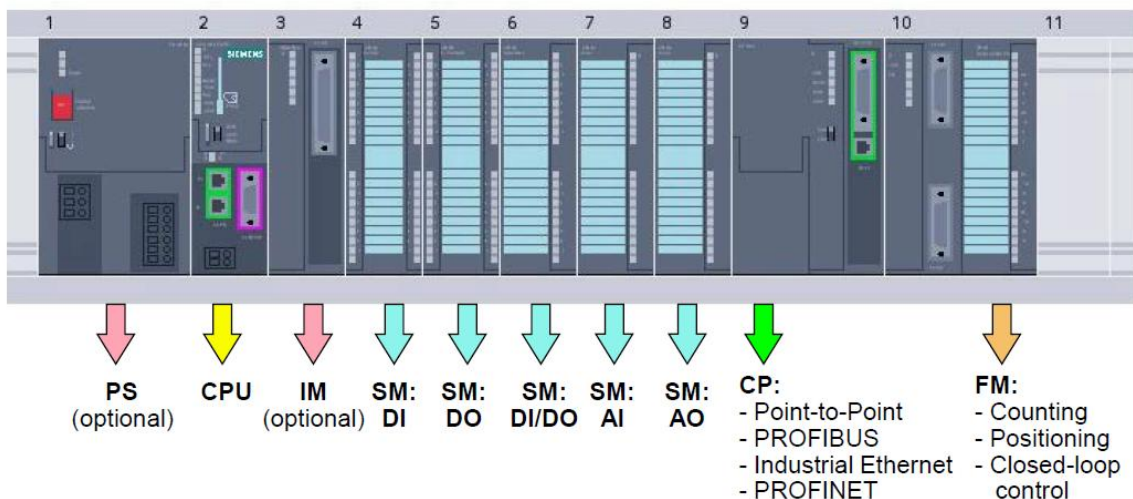 1 2 3 4 5 6 7 8 9 10 11
SIEMENS
PS
(optional)
CPU
IM
(optional)
SM:
DI
SM:
DO
SM:
DI/DO
SM:
AI
SM:
AO
CP:
- Point-to-Point
- PROFIBUS
- Industrial Ethernet
- PROFINET
FM:
- Counting
- Positioning
- Closed-loop
control